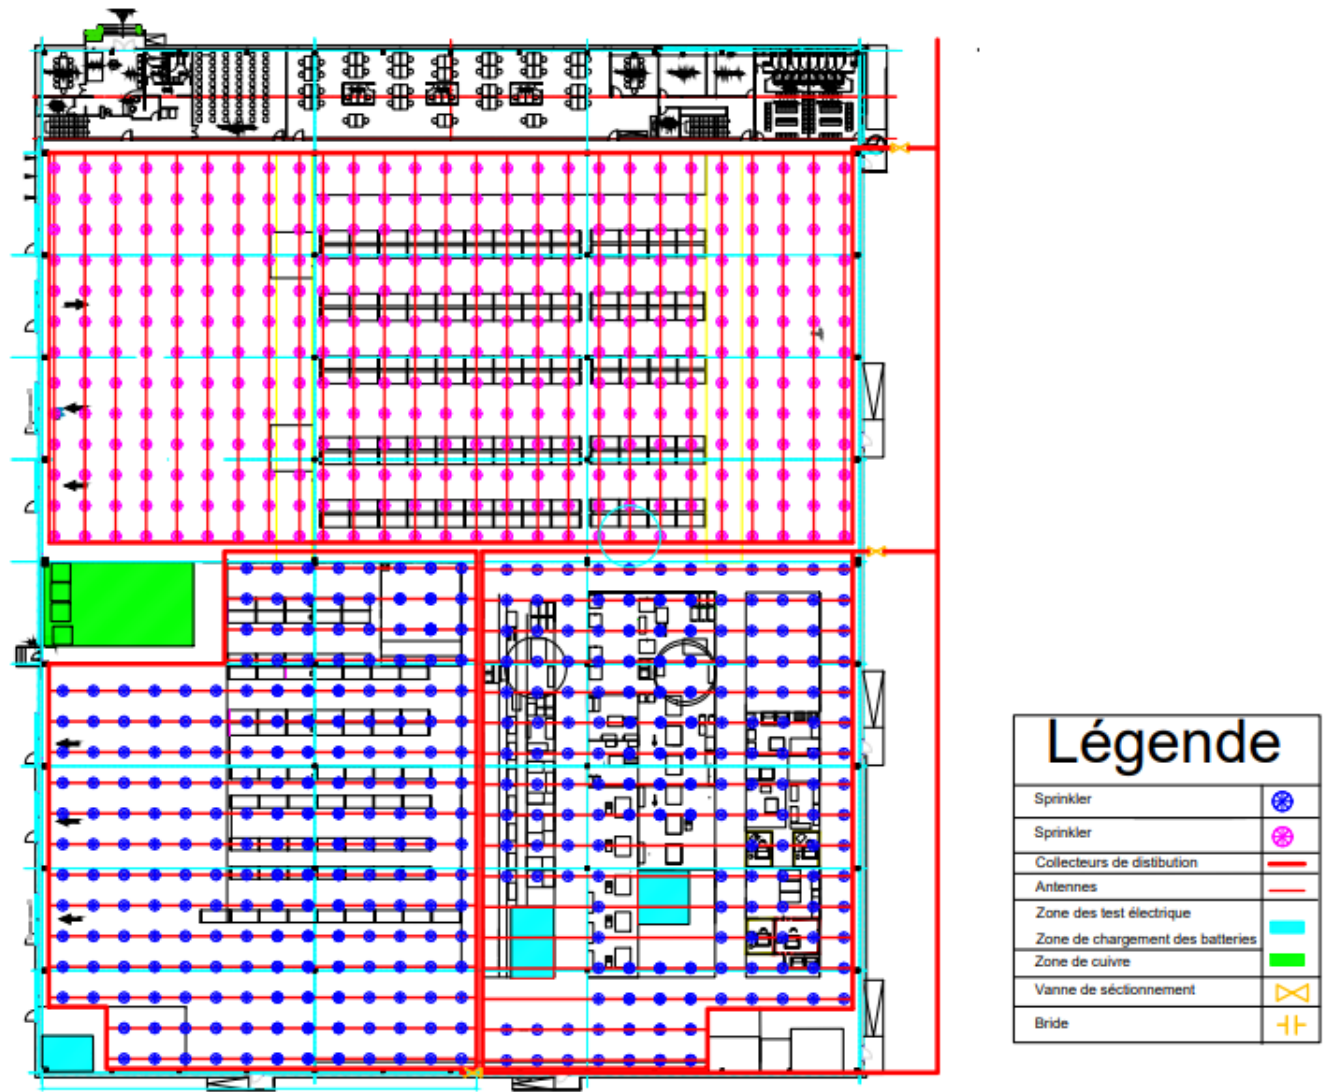 Légende
Sprinkler
Sprinkler
Collecteurs de distibution
Antennes
Zone des test électrique
Zone de chargement des batteries
Zone de cuivre
Vanne de séctionnement
Bride